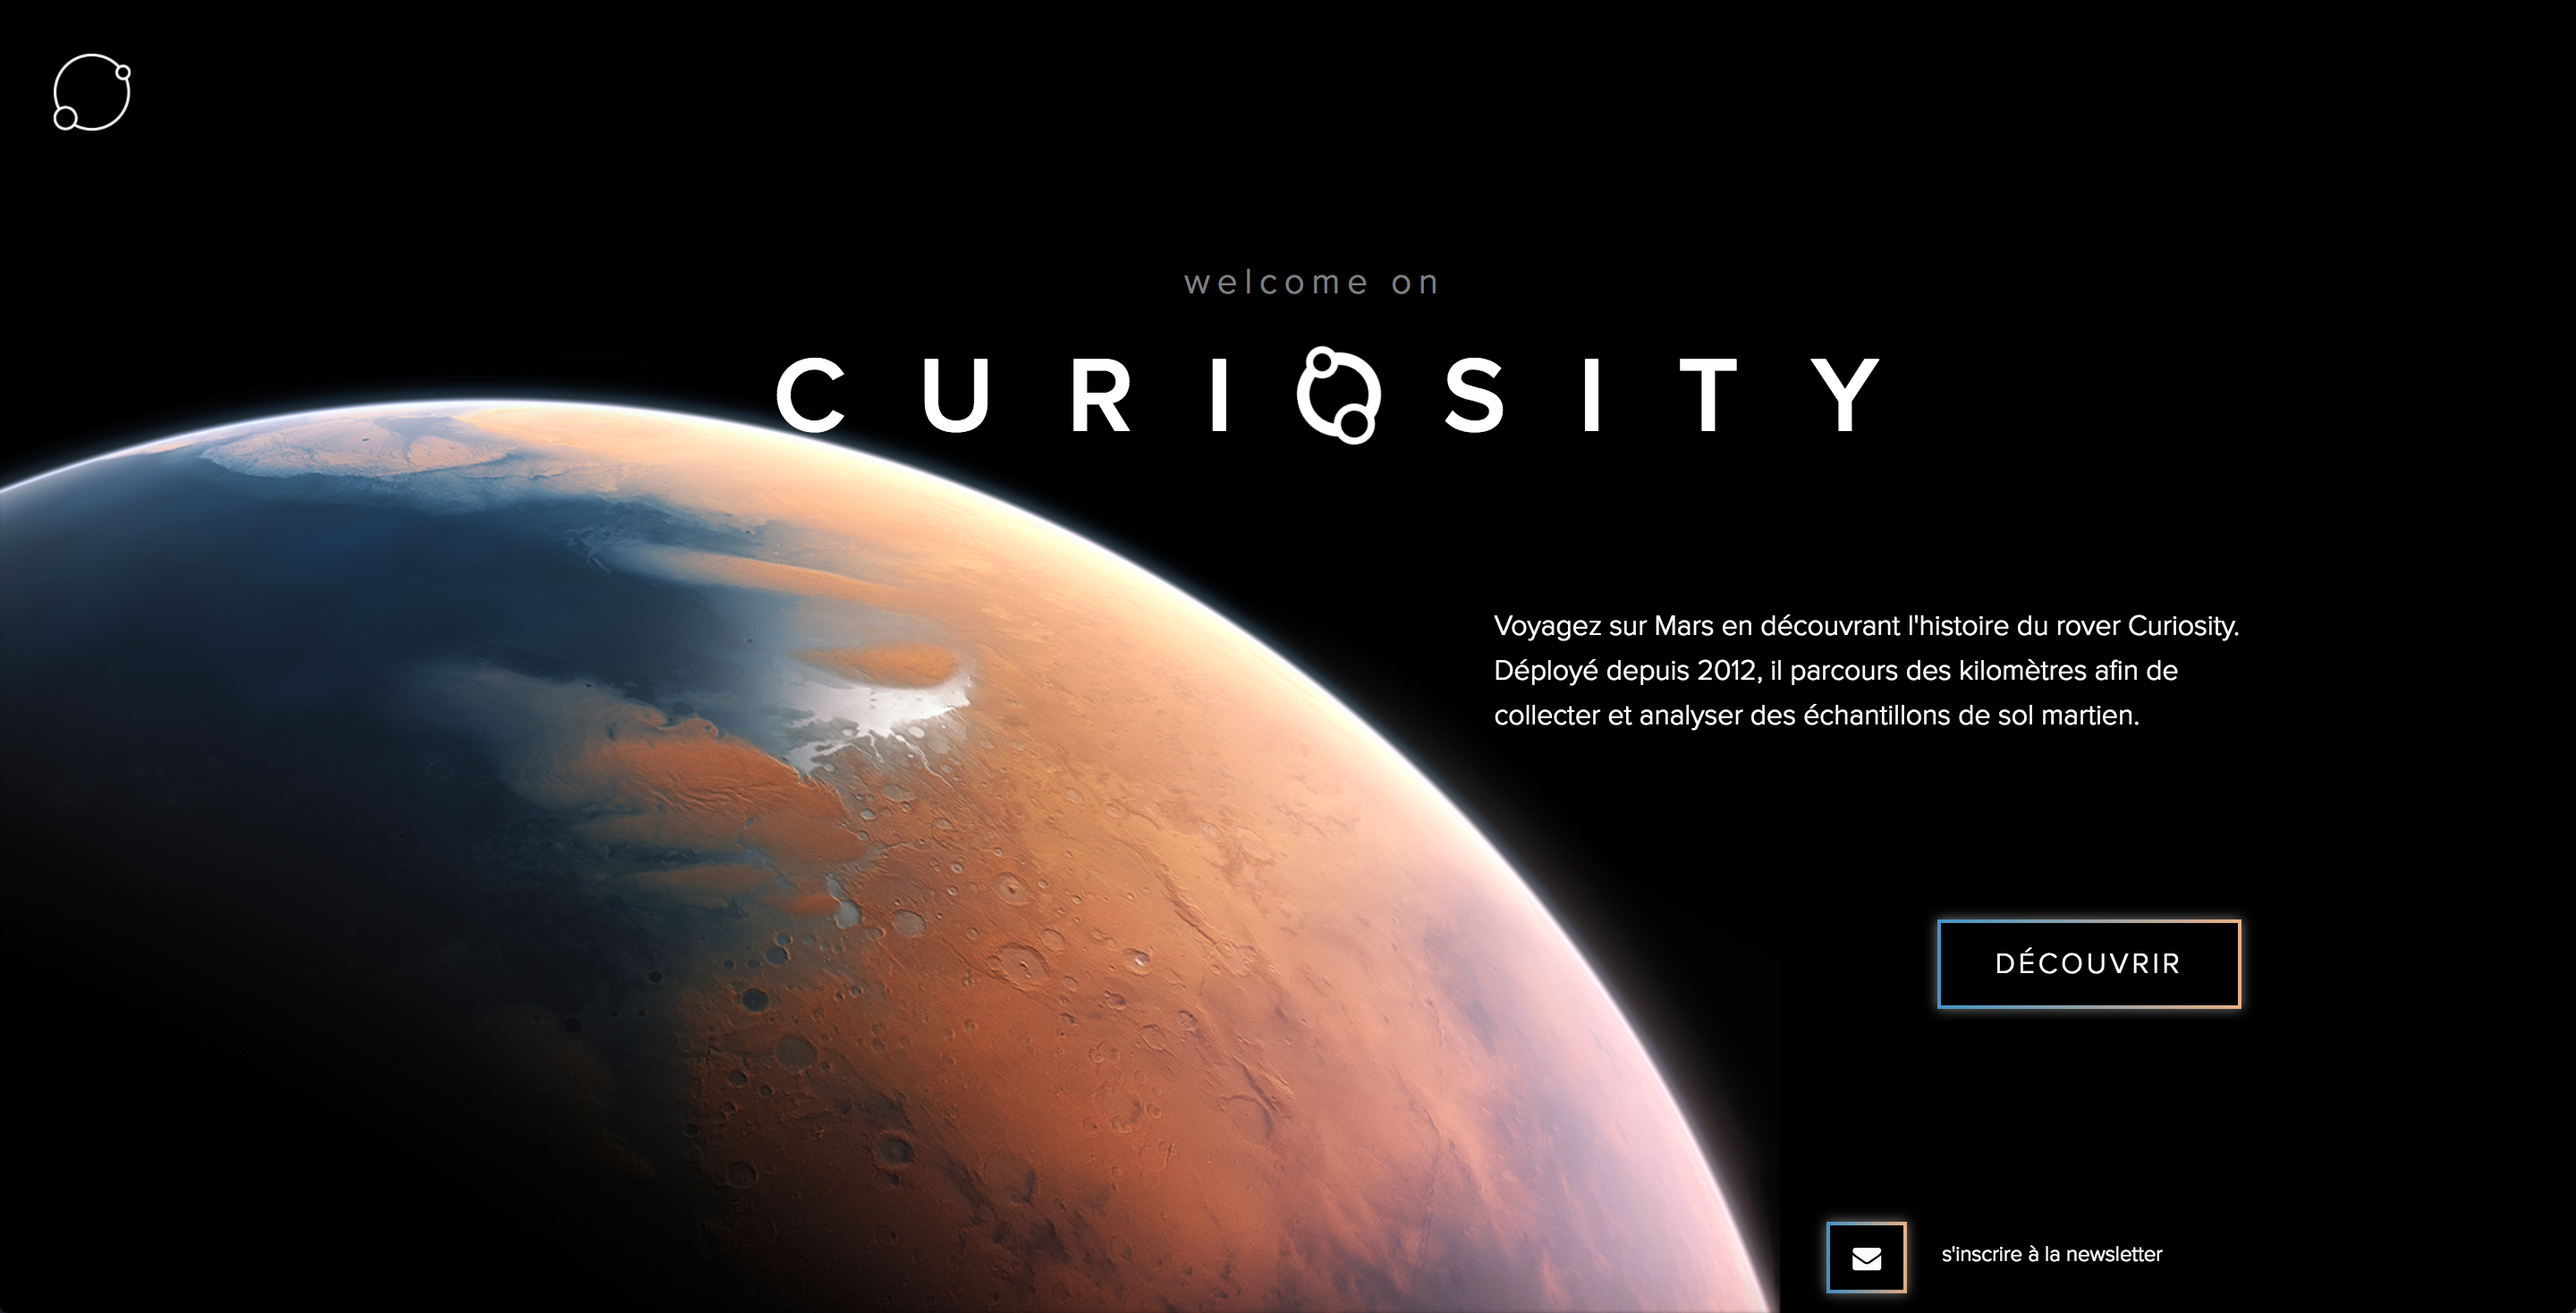 welcome on
CURIOSITY
Voyagez sur Mars en découvrant l'histoire du rover Curiosity.
Déployé depuis 2012, il parcours des kilomètres afin de
collecter et analyser des échantillons de sol martien.
DÉCOUVRIR
s'inscrire à la newsletter